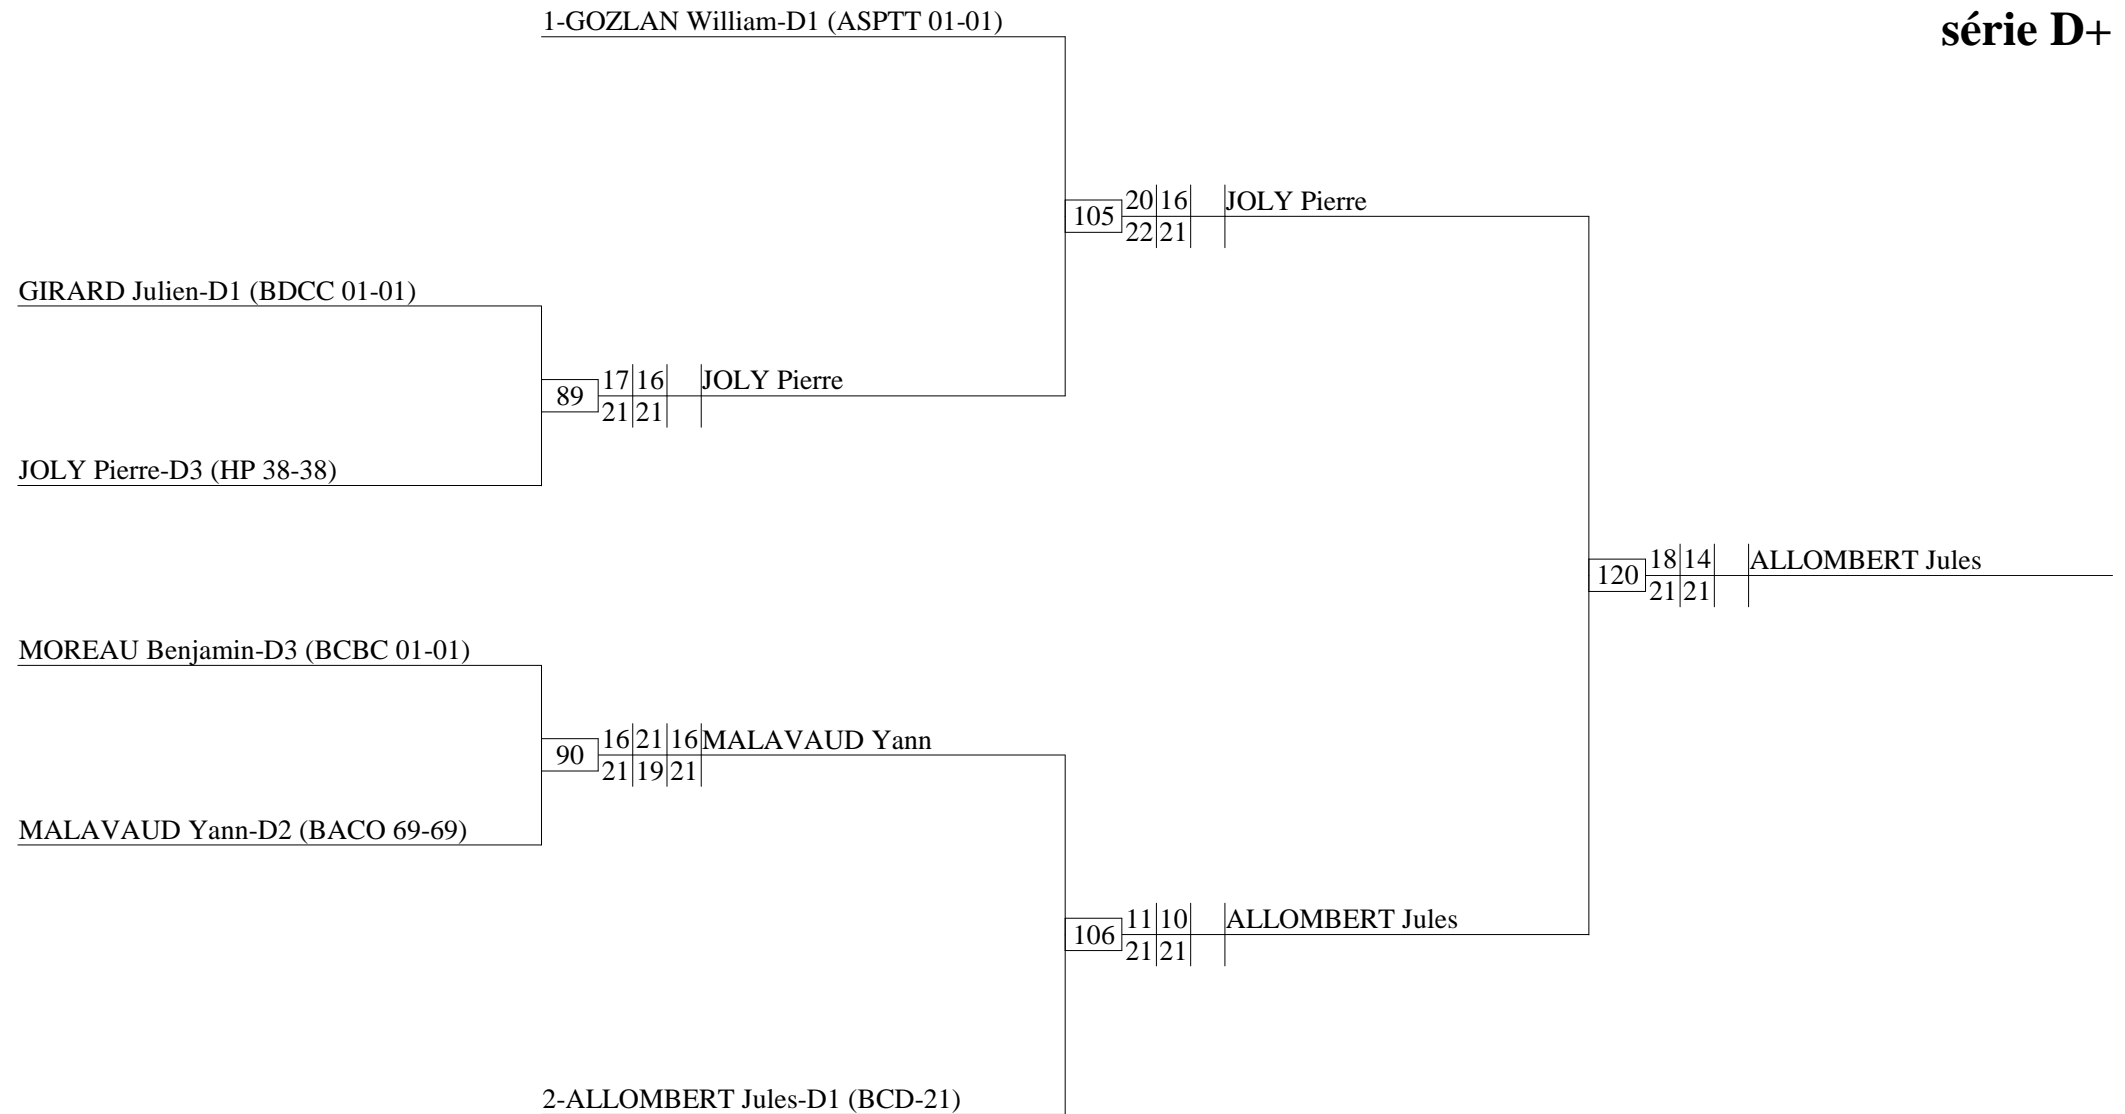 1-GOZLAN William-D1 (ASPTT 01-01)
série D+
20 16 JOLY Pierre
105
22 21
GIRARD Julien-D1 (BDCC 01-01)
17 16 JOLY Pierre
89
21 21
JOLY Pierre-D3 (HP 38-38)
18 14 ALLOMBERT Jules
120
21 21
MOREAU Benjamin-D3 (BCBC 01-01)
16 21 16 MALAVAUD Yann
90
21 19 21
MALAVAUD Yann-D2 (BACO 69-69)
11 10 ALLOMBERT Jules
106
21 21
2-ALLOMBERT Jules-D1 (BCD-21)